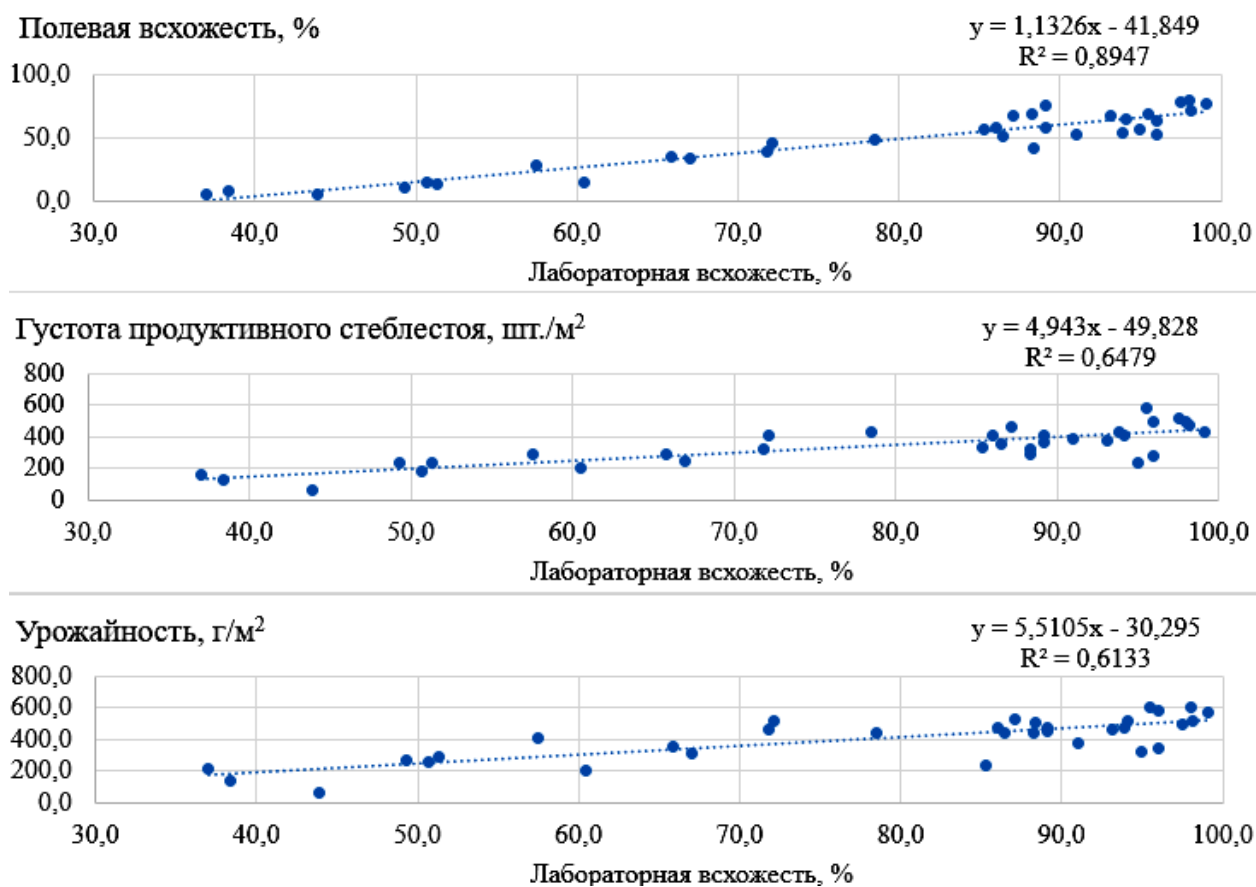 Полевая всхожесть, %
y = 1,1326x - 41,849
R² = 0,8947
100,0
50,0
0,0
30,0 40,0 50,0 60,0 70,0 80,0 90,0 100,0
Лабораторная всхожесть, %
Густота продуктивного стеблестоя, шт./м²
y = 4,943x - 49,828
R² = 0,6479
800
600
400
200
0
30,0 40,0 50,0 60,0 70,0 80,0 90,0 100,0
Лабораторная всхожесть, %
Урожайность, г/м²
y = 5,5105x - 30,295
R² = 0,6133
800,0
600,0
400,0
200,0
0,0
30,0 40,0 50,0 60,0 70,0 80,0 90,0 100,0
Лабораторная всхожесть, %